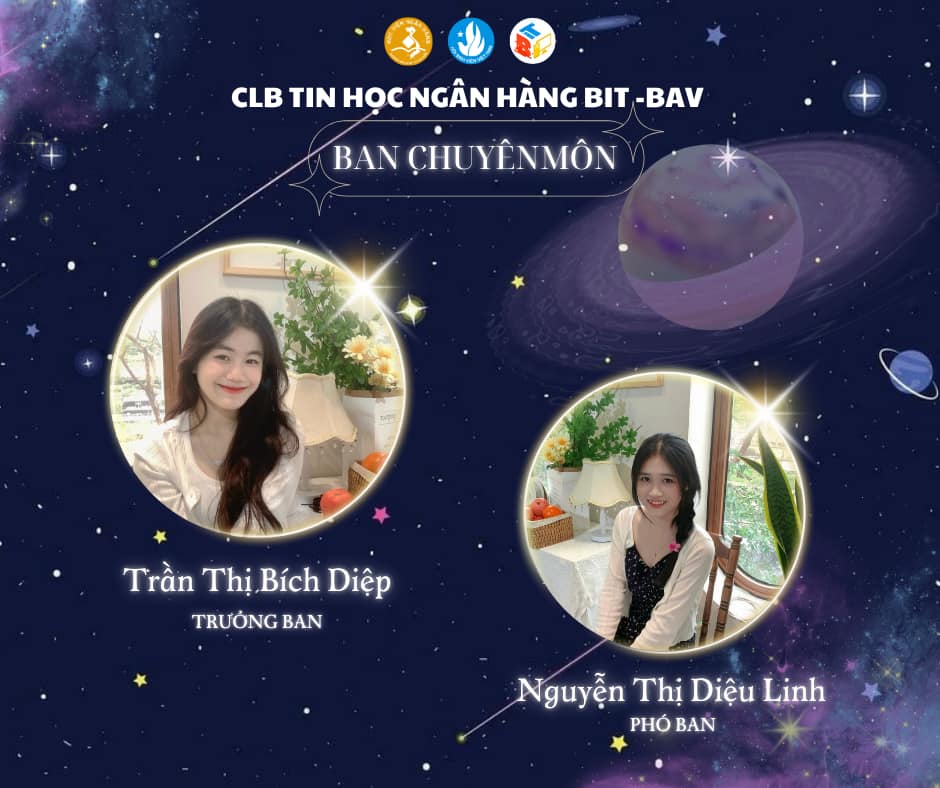 CLB TIN HỌC NGÂN HÀNG BIT -BAV
BAN CHUYÊNMÔN
Trần Thị Bích Diệp
TRƯỞNG BAN
Nguyễn Thị Diệu Linh
PHÓ BAN